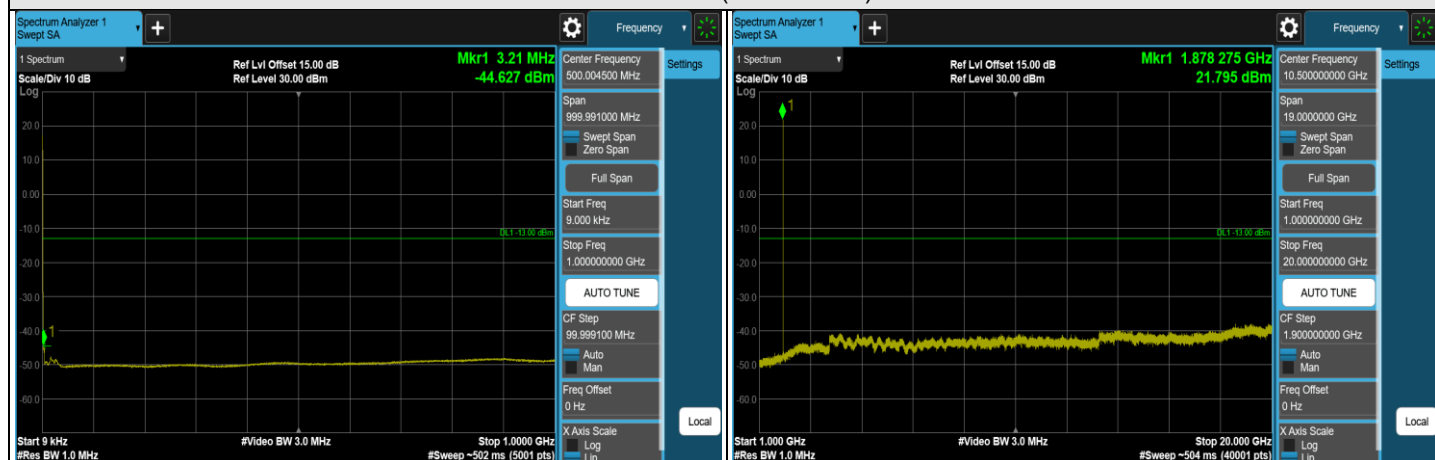 Spectrum Analyzer 1
Swept SA
+
Frequency
1 Spectrum
Scale/Div 10 dB
Log
Ref Lvl Offset 15.00 dB
Ref Level 30.00 dBm
Mkr1 3.21 MHz
-44.627 dBm
1
20.0
10.0
0.00
-10.0
-20.0
-30.0
-40.0
-50.0
-60.0
DL1 -13.00 dBm
Start 9 kHz
#Res BW 1.0 MHz
#Video BW 3.0 MHz
Stop 1.0000 GHz
#Sweep ~502 ms (5001 pts)
Center Frequency
500.004500 MHz
Settings
Span
999.991000 MHz
Swept Span
Zero Span
Full Span
Start Freq
9.000 kHz
Stop Freq
1.000000000 GHz
AUTO TUNE
CF Step
99.999100 MHz
Auto
Man
Freq Offset
0 Hz
X Axis Scale
Log
Lin
Local
Spectrum Analyzer 1
Swept SA
+
Frequency
1 Spectrum
Scale/Div 10 dB
Log
Ref Lvl Offset 15.00 dB
Ref Level 30.00 dBm
Mkr1 1.878 275 GHz
21.795 dBm
1
20.0
10.0
0.00
-10.0
-20.0
-30.0
-40.0
-50.0
-60.0
DL1 -13.00 dBm
Start 1.000 GHz
#Res BW 1.0 MHz
#Video BW 3.0 MHz
Stop 20.000 GHz
#Sweep ~504 ms (40001 pts)
Center Frequency
10.500000000 GHz
Settings
Span
19.0000000 GHz
Swept Span
Zero Span
Full Span
Start Freq
1.000000000 GHz
Stop Freq
20.000000000 GHz
AUTO TUNE
CF Step
1.900000000 GHz
Auto
Man
Freq Offset
0 Hz
X Axis Scale
Log
Lin
Local